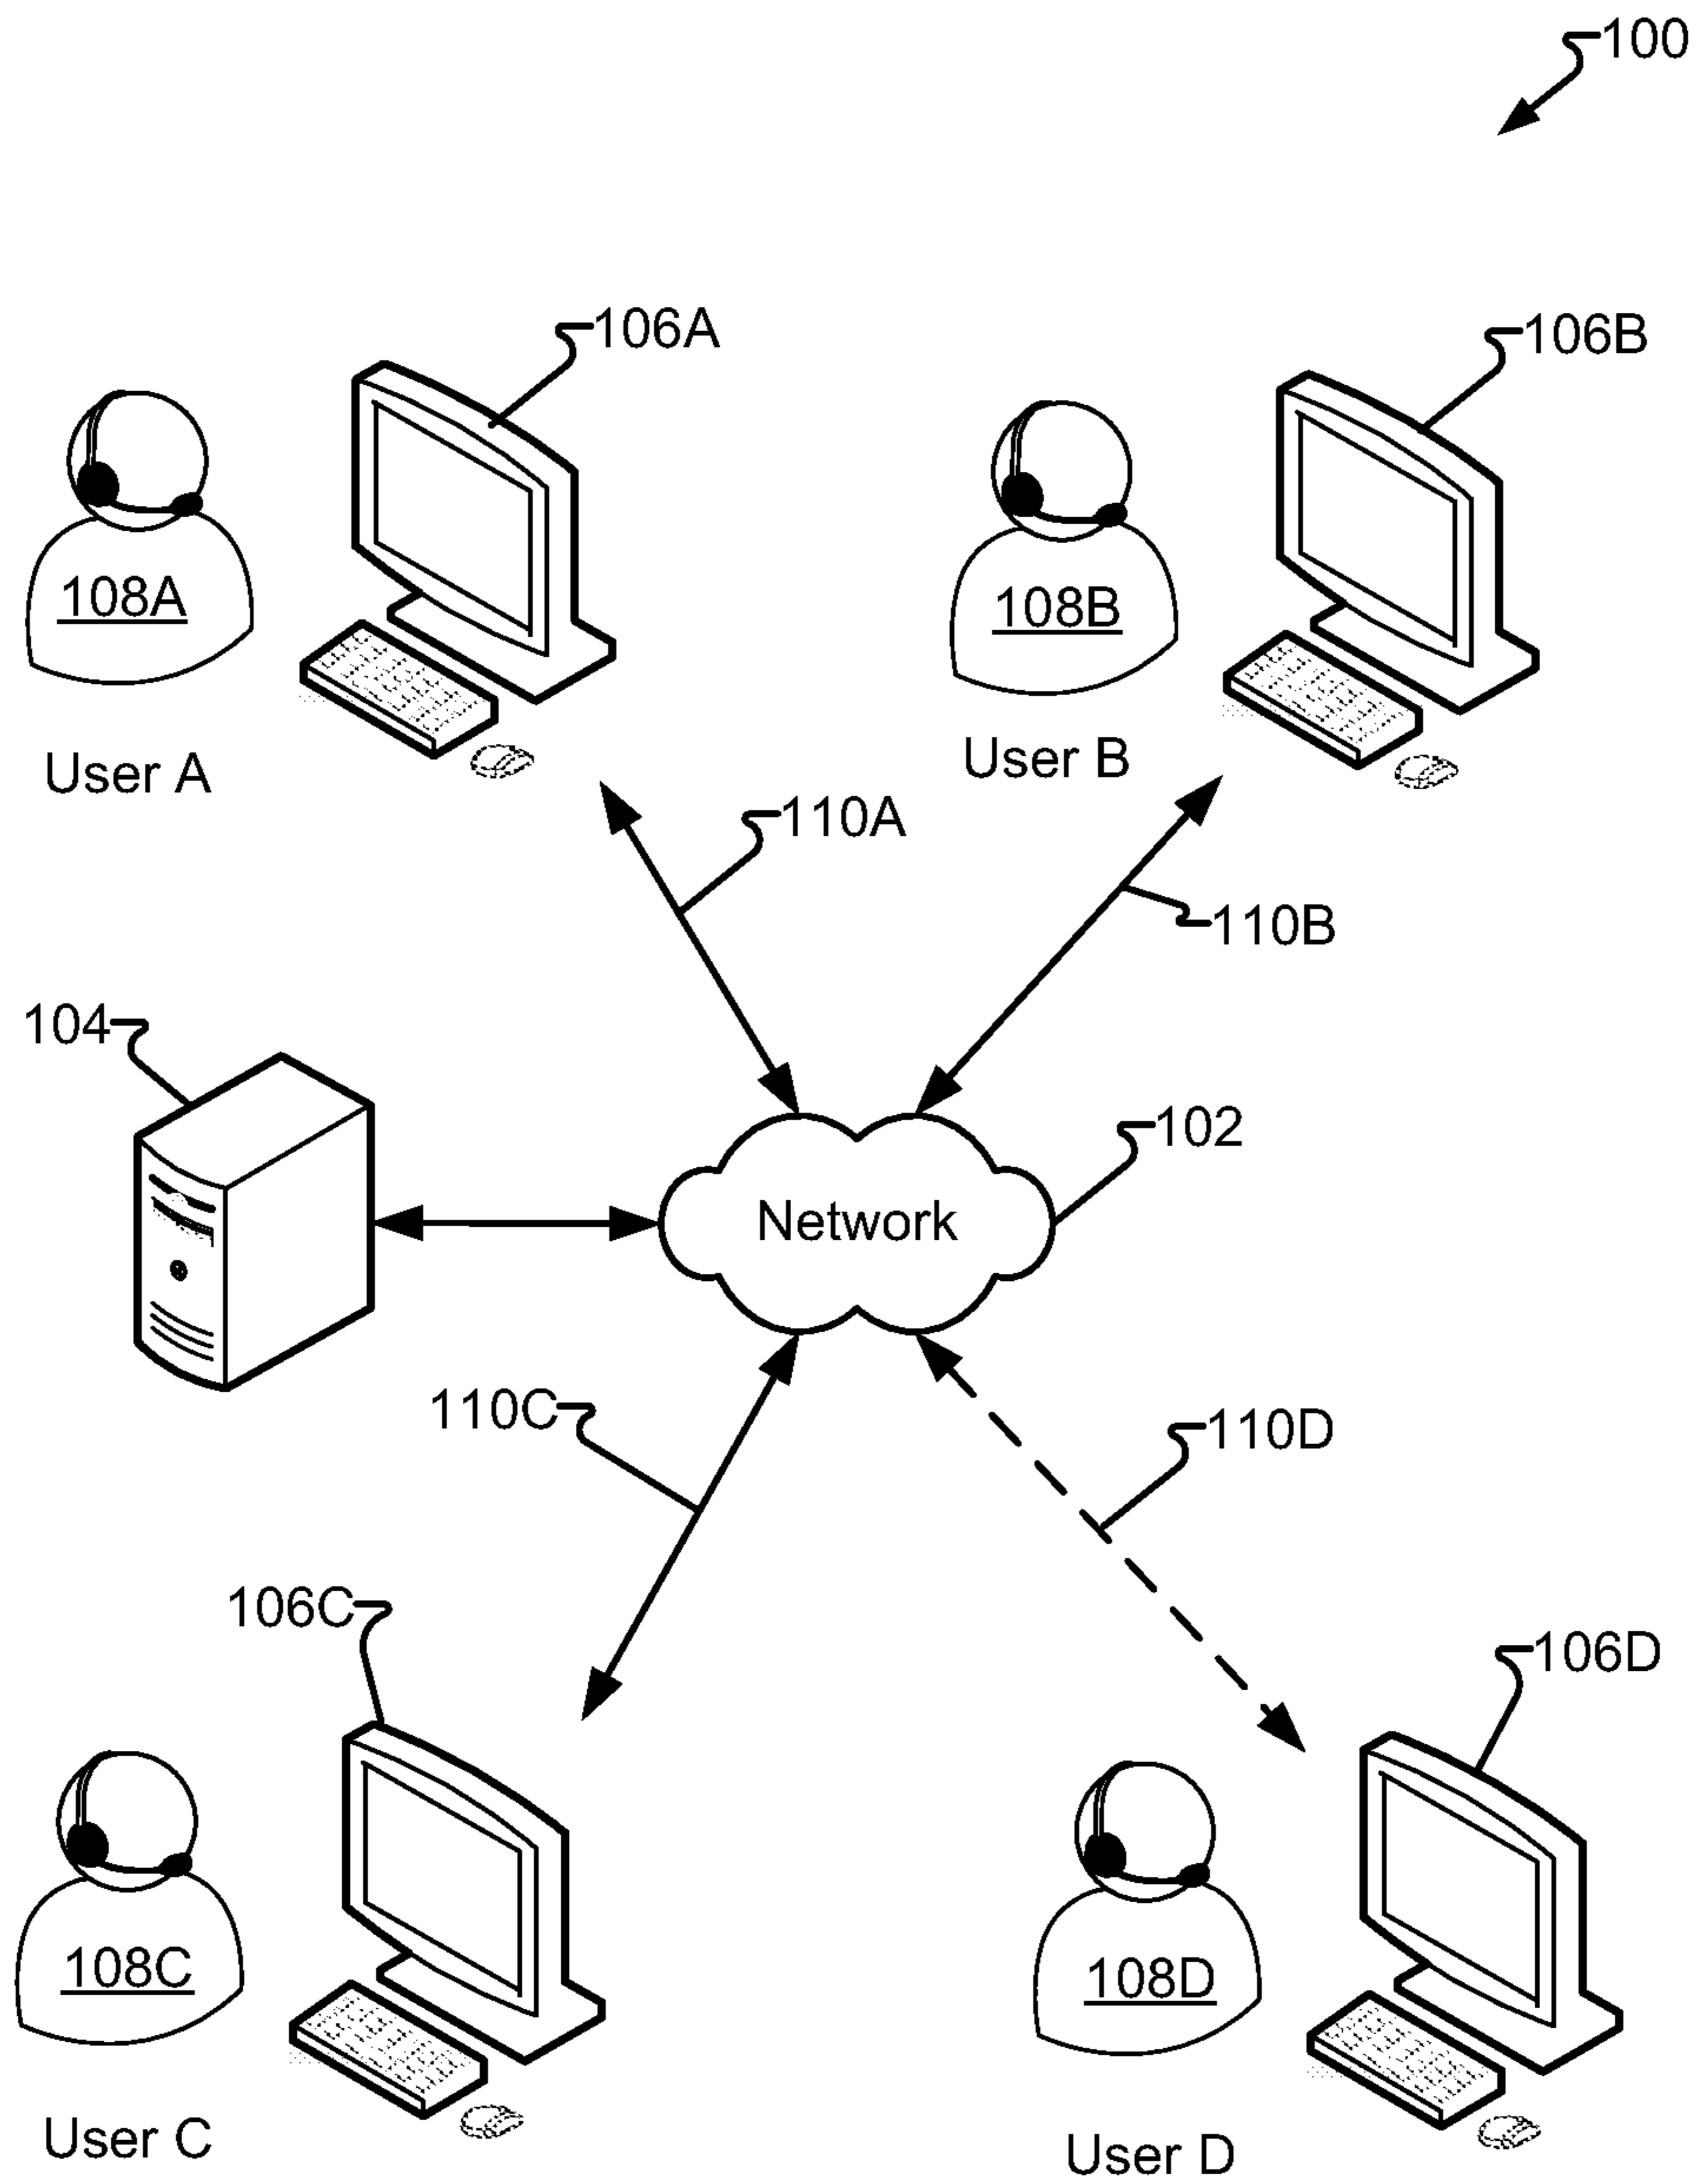 100
106A
106B
108A
108B
User A
User B
110A
110B
104
102
Network
110C
110D
106C
106D
108C
108D
User C
User D